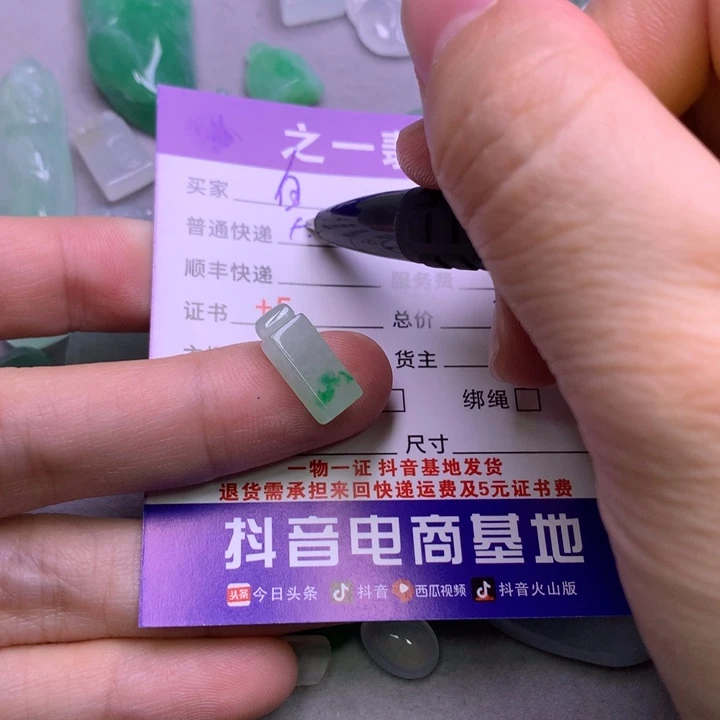 之一
买家
普通快递
顺丰快递 服务费
证书 +5 总价
货主
绑绳
尺寸
一物一证 抖音基地发货
退货需承担来回快递运费及5元证书费
抖音电商基地
头条 今日头条 抖音 西瓜视频 抖音火山版